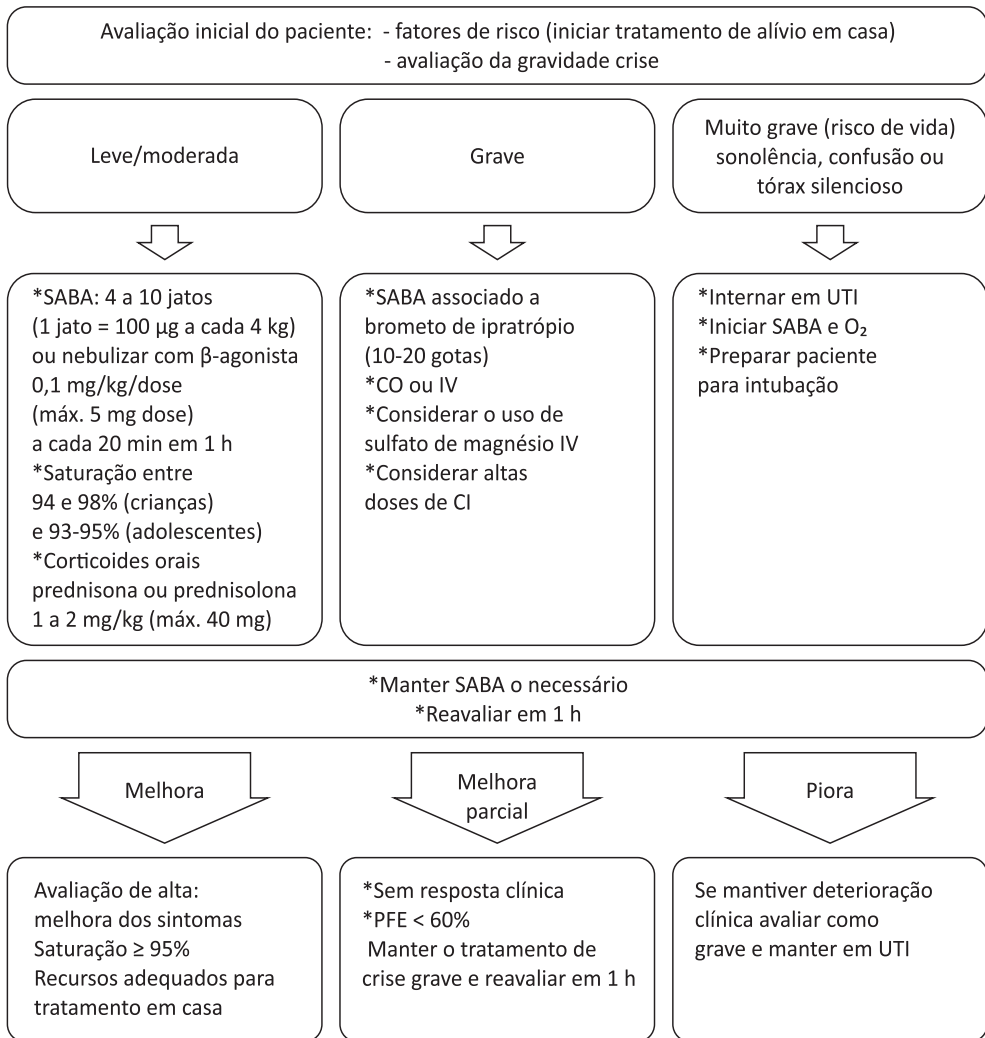 Avaliação inicial do paciente:  - fatores de risco (iniciar tratamento de alívio em casa)
- avaliação da gravidade crise
Leve/moderada
Grave
Muito grave (risco de vida)
sonolência, confusão ou
tórax silencioso
*SABA: 4 a 10 jatos
(1 jato = 100 µg a cada 4 kg)
ou nebulizar com β-agonista
0,1 mg/kg/dose
(máx. 5 mg dose)
a cada 20 min em 1 h
*Saturação entre
94 e 98% (crianças)
e 93-95% (adolescentes)
*Corticoides orais
prednisona ou prednisolona
1 a 2 mg/kg (máx. 40 mg)
*SABA associado a
brometo de ipratrópio
(10-20 gotas)
*CO ou IV
*Considerar o uso de
sulfato de magnésio IV
*Considerar altas
doses de CI
*Internar em UTI
*Iniciar SABA e O₂
*Preparar paciente
para intubação
*Manter SABA o necessário
*Reavaliar em 1 h
Melhora
Melhora
parcial
Piora
Avaliação de alta:
melhora dos sintomas
Saturação ≥ 95%
Recursos adequados para
tratamento em casa
*Sem resposta clínica
*PFE < 60%
Manter o tratamento de
crise grave e reavaliar em 1 h
Se mantiver deterioração
clínica avaliar como
grave e manter em UTI